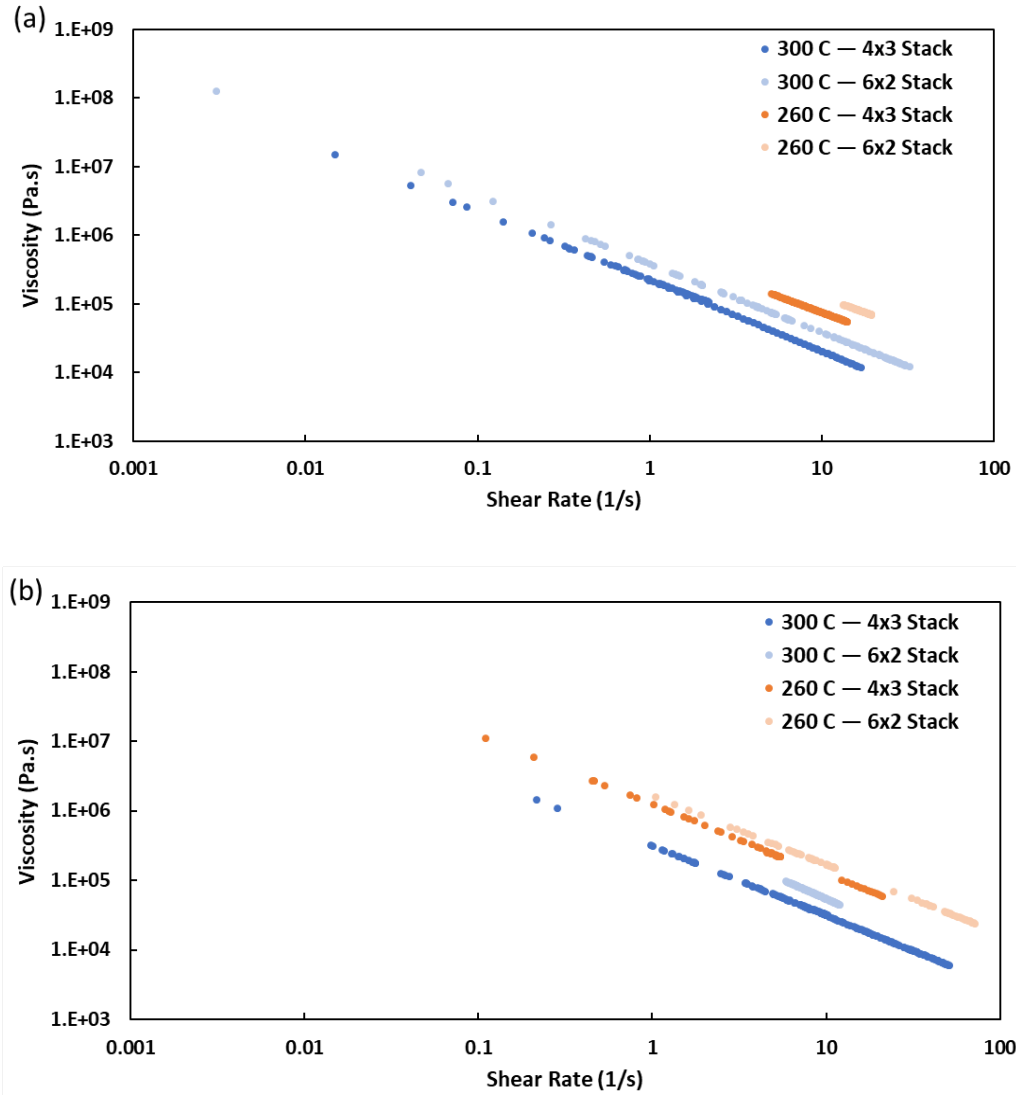 (a)
1.E+09
1.E+08
1.E+07
1.E+06
1.E+05
1.E+04
1.E+03
Viscosity (Pa.s)
300 C — 4x3 Stack
300 C — 6x2 Stack
260 C — 4x3 Stack
260 C — 6x2 Stack
0.001 0.01 0.1 1 10 100
Shear Rate (1/s)
(b)
1.E+09
1.E+08
1.E+07
1.E+06
1.E+05
1.E+04
1.E+03
Viscosity (Pa.s)
300 C — 4x3 Stack
300 C — 6x2 Stack
260 C — 4x3 Stack
260 C — 6x2 Stack
0.001 0.01 0.1 1 10 100
Shear Rate (1/s)